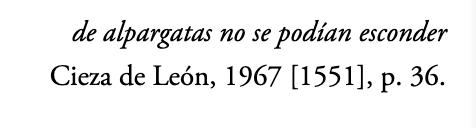 de alpargatas no se podían esconder
Cieza de León, 1967 [1551], p. 36.